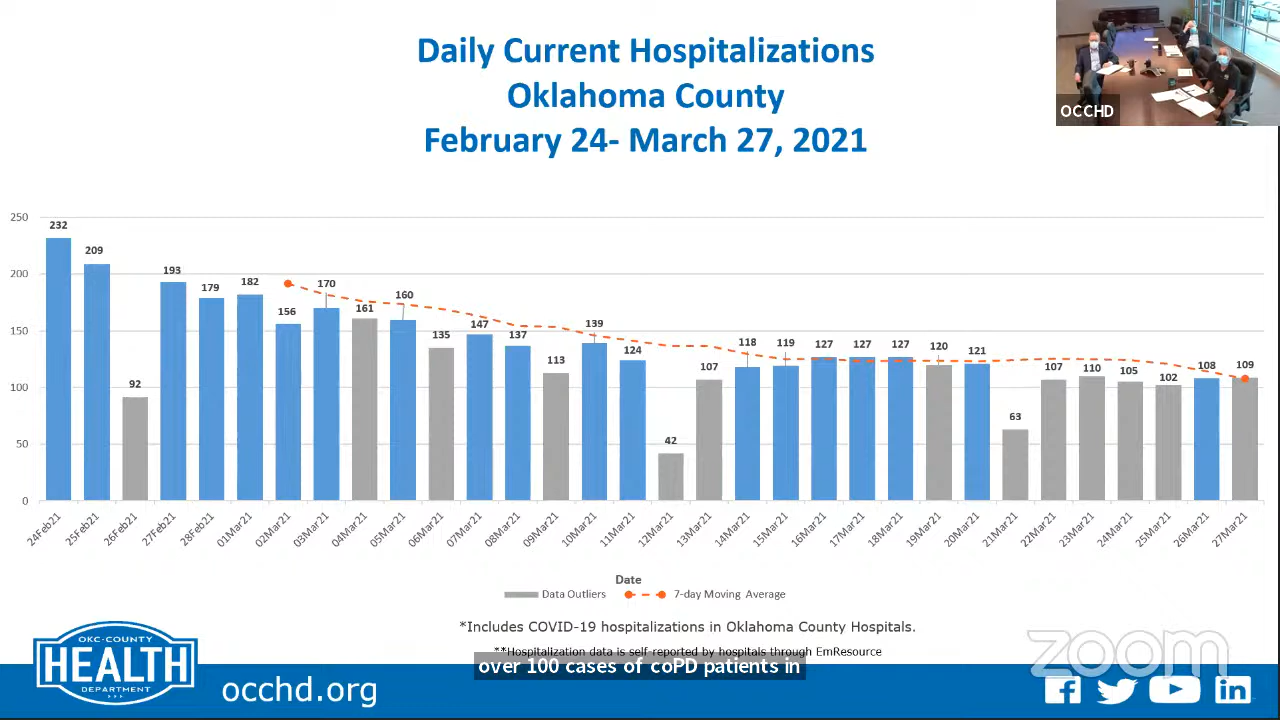 Daily Current Hospitalizations
Oklahoma County
February 24- March 27, 2021
OCCHD
250
200
150
100
50
0
232
209
92
193
179
182
156
170
161
160
135
147
137
113
139
124
42
107
118
119
127
127
127
120
121
63
107
110
105
102
108
109
24Feb21
25Feb21
26Feb21
27Feb21
28Feb21
01Mar21
02Mar21
03Mar21
04Mar21
05Mar21
06Mar21
07Mar21
08Mar21
09Mar21
10Mar21
11Mar21
12Mar21
13Mar21
14Mar21
15Mar21
16Mar21
17Mar21
18Mar21
19Mar21
20Mar21
21Mar21
22Mar21
23Mar21
24Mar21
25Mar21
26Mar21
27Mar21
Date
Data Outliers
7-day Moving Average
*Includes COVID-19 hospitalizations in Oklahoma County Hospitals.
**Hospitalization data is self-reported by hospitals through EmResource
over 100 cases of coPD patients in
OKC-COUNTY
HEALTH
DEPARTMENT
occhd.org
zoom